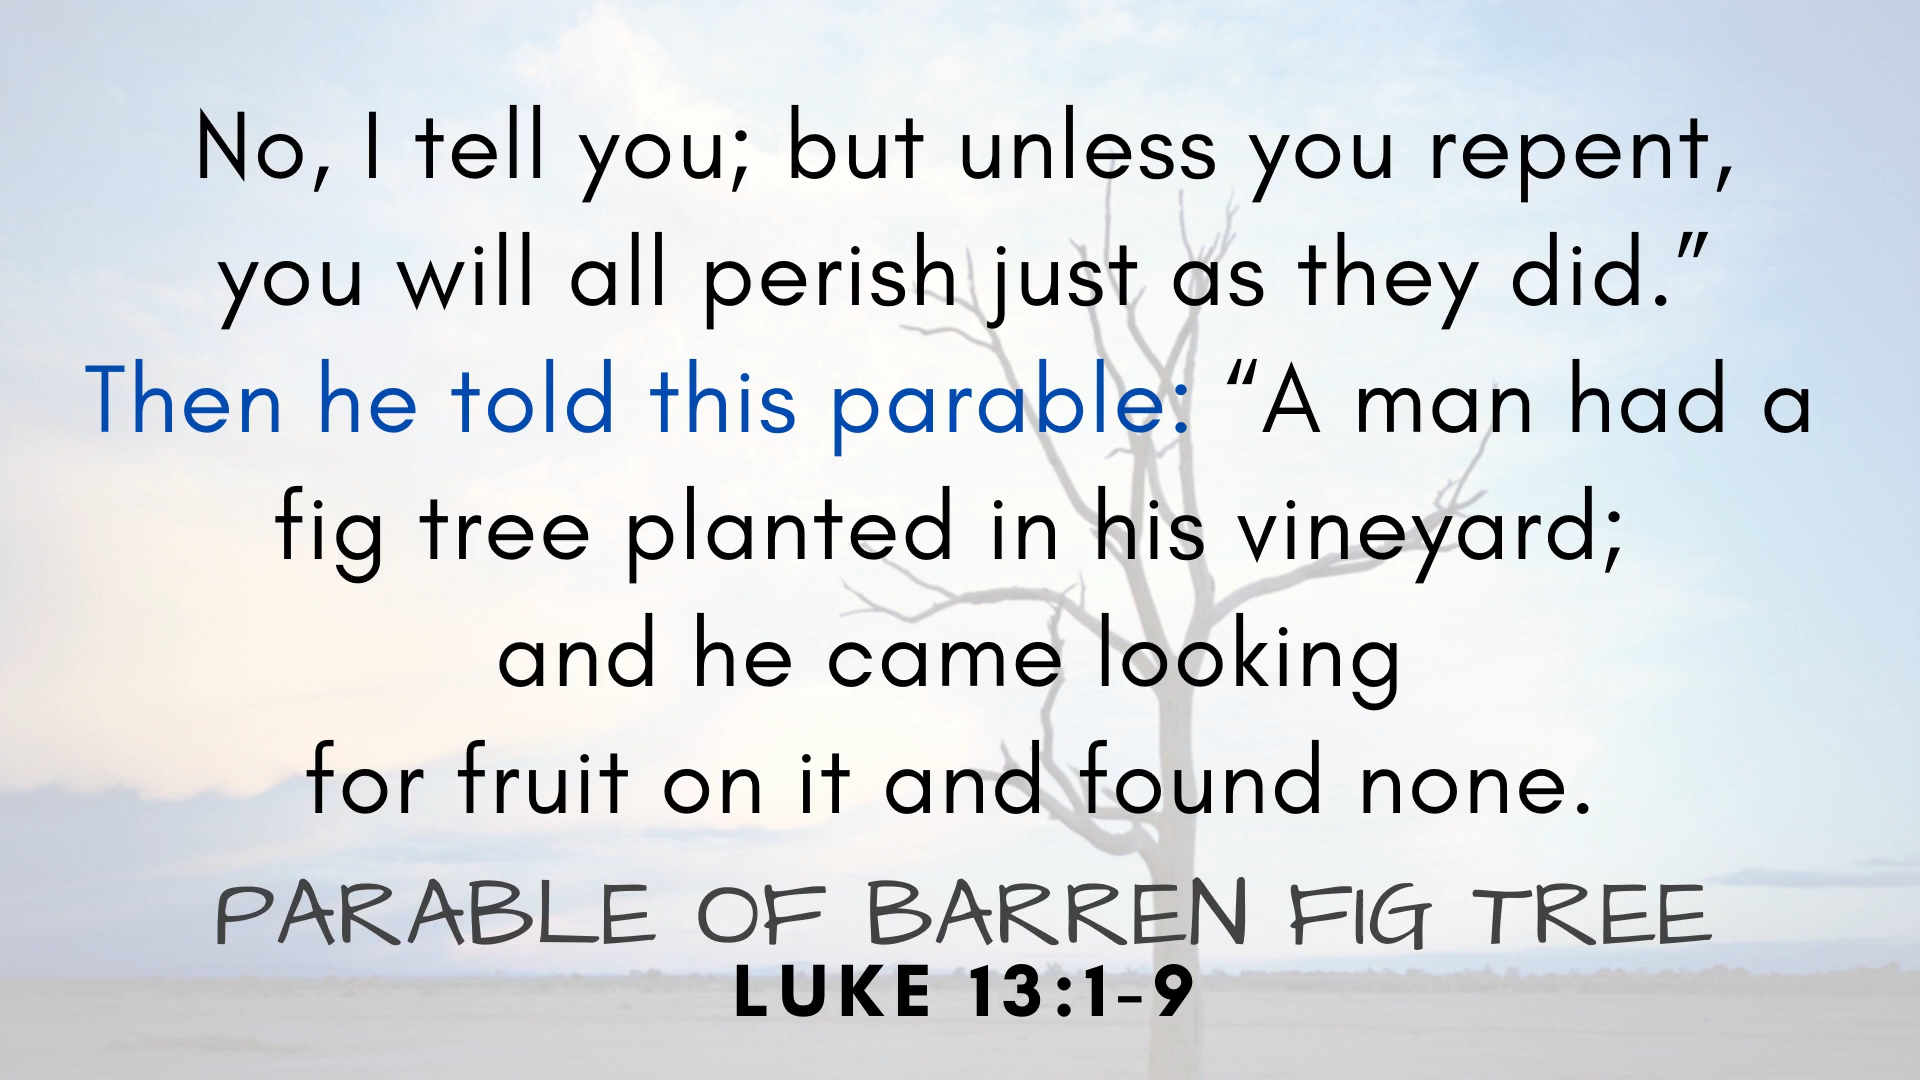 No, I tell you; but unless you repent,
you will all perish just as they did.”
Then he told this parable: “A man had a
fig tree planted in his vineyard;
and he came looking
for fruit on it and found none.
PARABLE OF BARREN FIG TREE
LUKE 13:1-9